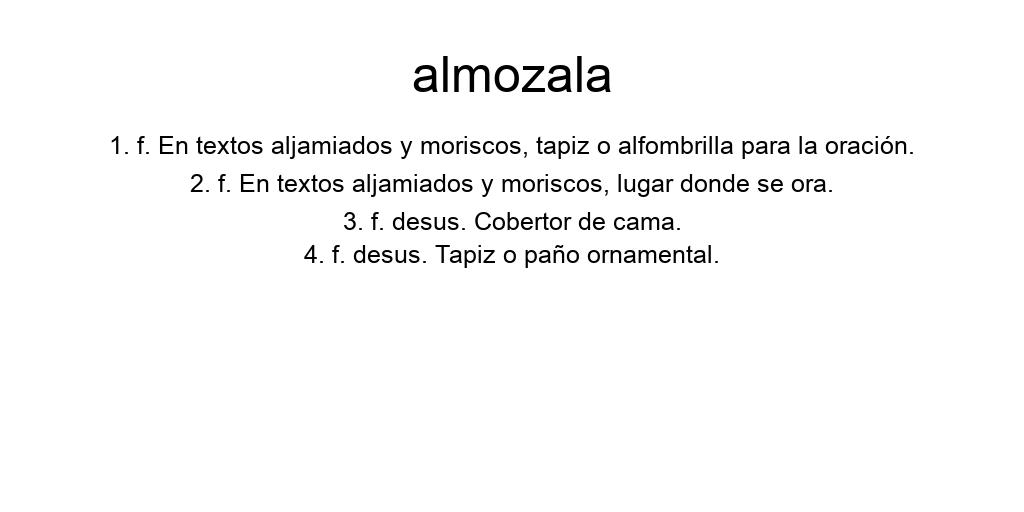 almozala
1. f. En textos aljamiados y moriscos, tapiz o alfombrilla para la oración.
2. f. En textos aljamiados y moriscos, lugar donde se ora.
3. f. desus. Cobertor de cama.
4. f. desus. Tapiz o paño ornamental.